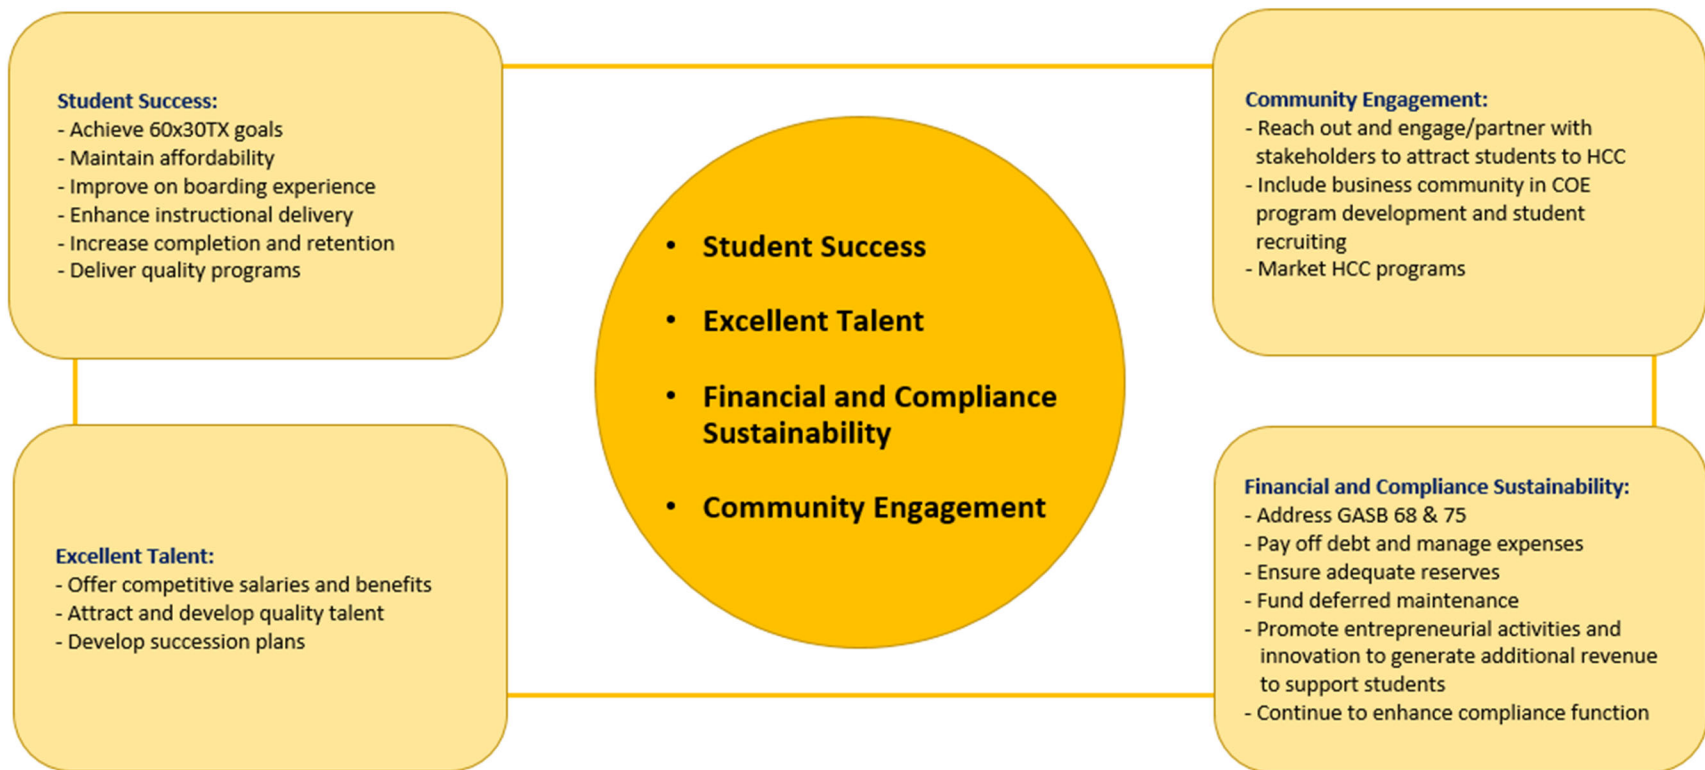 Student Success:
- Achieve 60x30TX goals
- Maintain affordability
- Improve on boarding experience
- Enhance instructional delivery
- Increase completion and retention
- Deliver quality programs
Community Engagement:
- Reach out and engage/partner with
stakeholders to attract students to HCC
- Include business community in COE
program development and student
recruiting
- Market HCC programs
• Student Success
• Excellent Talent
• Financial and Compliance
Sustainability
• Community Engagement
Excellent Talent:
- Offer competitive salaries and benefits
- Attract and develop quality talent
- Develop succession plans
Financial and Compliance Sustainability:
- Address GASB 68 & 75
- Pay off debt and manage expenses
- Ensure adequate reserves
- Fund deferred maintenance
- Promote entrepreneurial activities and
innovation to generate additional revenue
to support students
- Continue to enhance compliance function